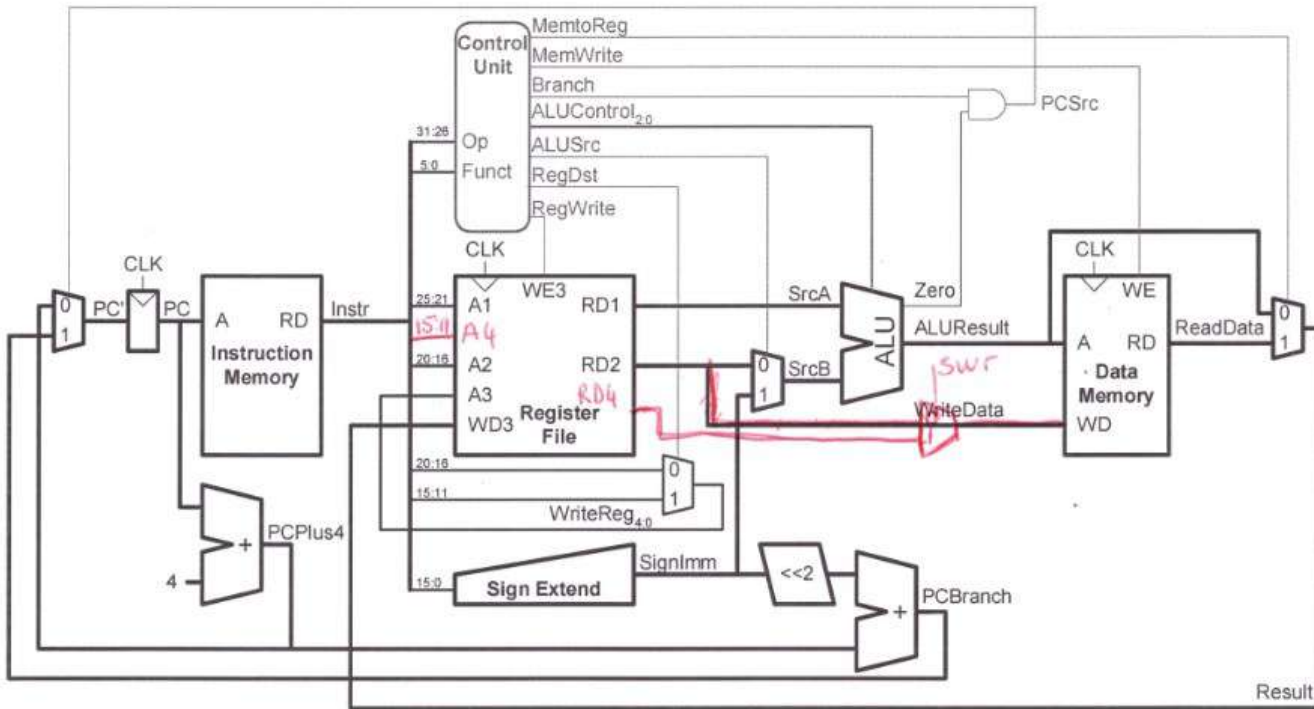 MemtoReg
Control
Unit
MemWrite
Branch
PCSrc
ALUControl2:0
31:26
Op
ALUSrc
5:0
Funct
RegDst
RegWrite
CLK
CLK
CLK
0
1
PC'
PC
A
RD
Instruction
Memory
Instr
25:21
A1
WE3
RD1
SrcA
Zero
WE
0
1
15:11
A4
ALU
ALUResult
A
RD
ReadData
20:16
A2
RD2
0
1
SrcB
swr
Data
Memory
A3
RD4
WriteData
WD
WD3
Register
File
20:16
0
15:11
1
WriteReg4:0
PCPlus4
+
4
SignImm
<<2
15:0
Sign Extend
+
PCBranch
Result